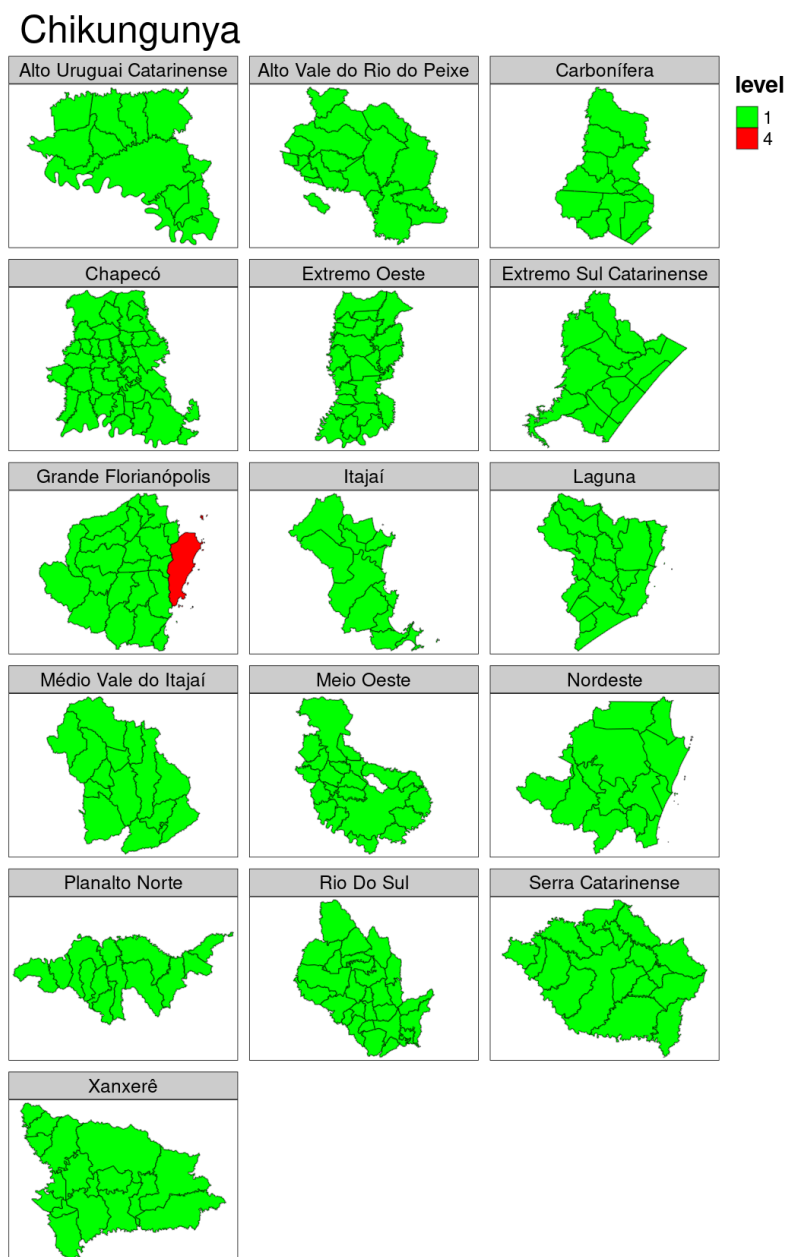 Chikungunya
Alto Uruguai Catarinense
Alto Vale do Rio do Peixe
Carbonífera
level
1
4
Chapecó
Extremo Oeste
Extremo Sul Catarinense
Grande Florianópolis
Itajaí
Laguna
Médio Vale do Itajaí
Meio Oeste
Nordeste
Planalto Norte
Rio Do Sul
Serra Catarinense
Xanxerê